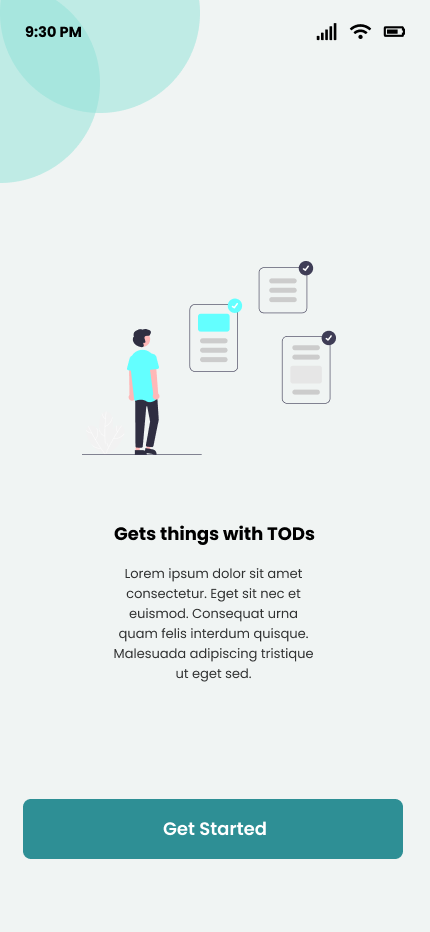 9:30 PM
Gets things with TODs
Lorem ipsum dolor sit amet
consectetur. Eget sit nec et
euismod. Consequat urna
quam felis interdum quisque.
Malesuada adipiscing tristique
ut eget sed.
Get Started